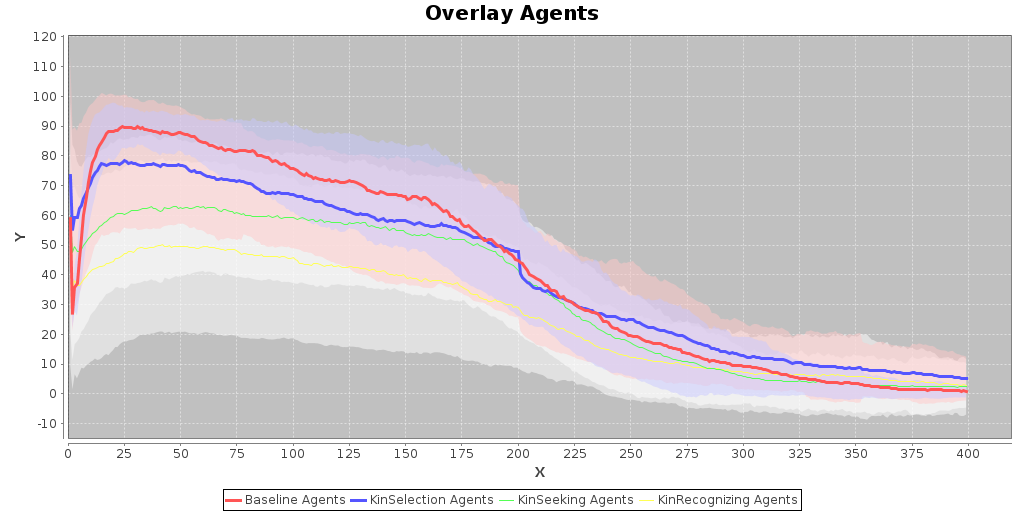 Overlay Agents
120
110
100
90
80
70
60
50
40
30
20
10
0
-10
Y
0 25 50 75 100 125 150 175 200 225 250 275 300 325 350 375 400
X
Baseline Agents KinSelection Agents KinSeeking Agents KinRecognizing Agents